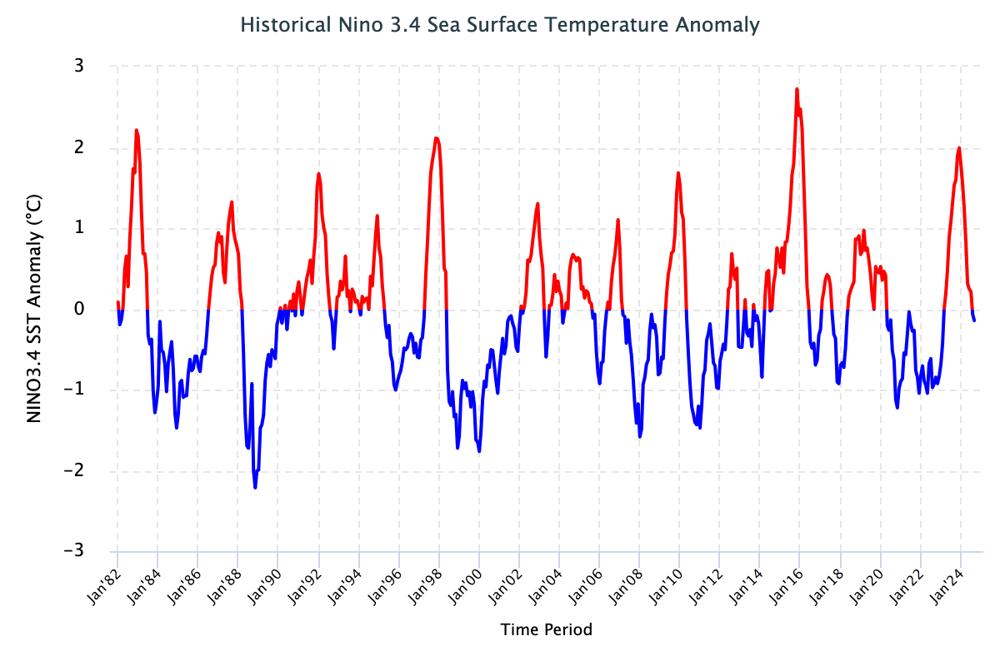 Historical Nino 3.4 Sea Surface Temperature Anomaly
NINO3.4 SST Anomaly (°C)
3
2
1
0
−1
−2
−3
Jan'82
Jan'84
Jan'86
Jan'88
Jan'90
Jan'92
Jan'94
Jan'96
Jan'98
Jan'00
Jan'02
Jan'04
Jan'06
Jan'08
Jan'10
Jan'12
Jan'14
Jan'16
Jan'18
Jan'20
Jan'22
Jan'24
Time Period